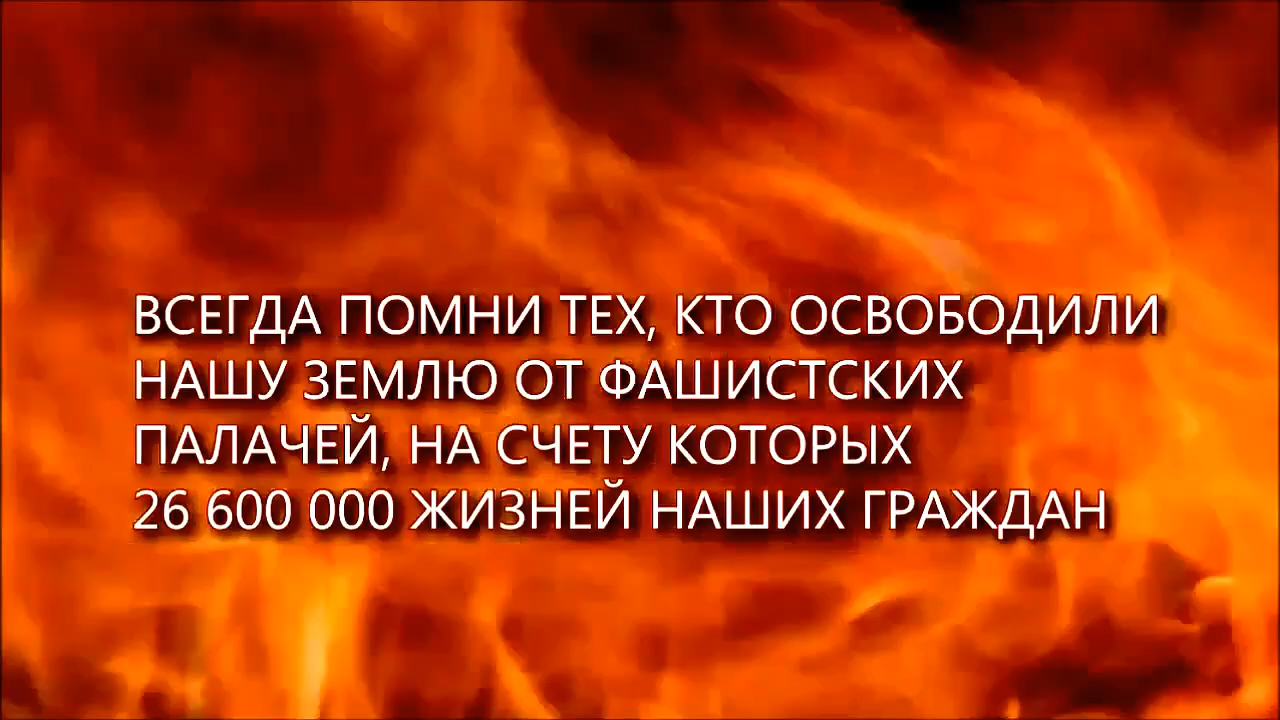 ВСЕГДА ПОМНИ ТЕХ, КТО ОСВОБОДИЛИ
НАШУ ЗЕМЛЮ ОТ ФАШИСТСКИХ
ПАЛАЧЕЙ, НА СЧЕТУ КОТОРЫХ
26 600 000 ЖИЗНЕЙ НАШИХ ГРАЖДАН